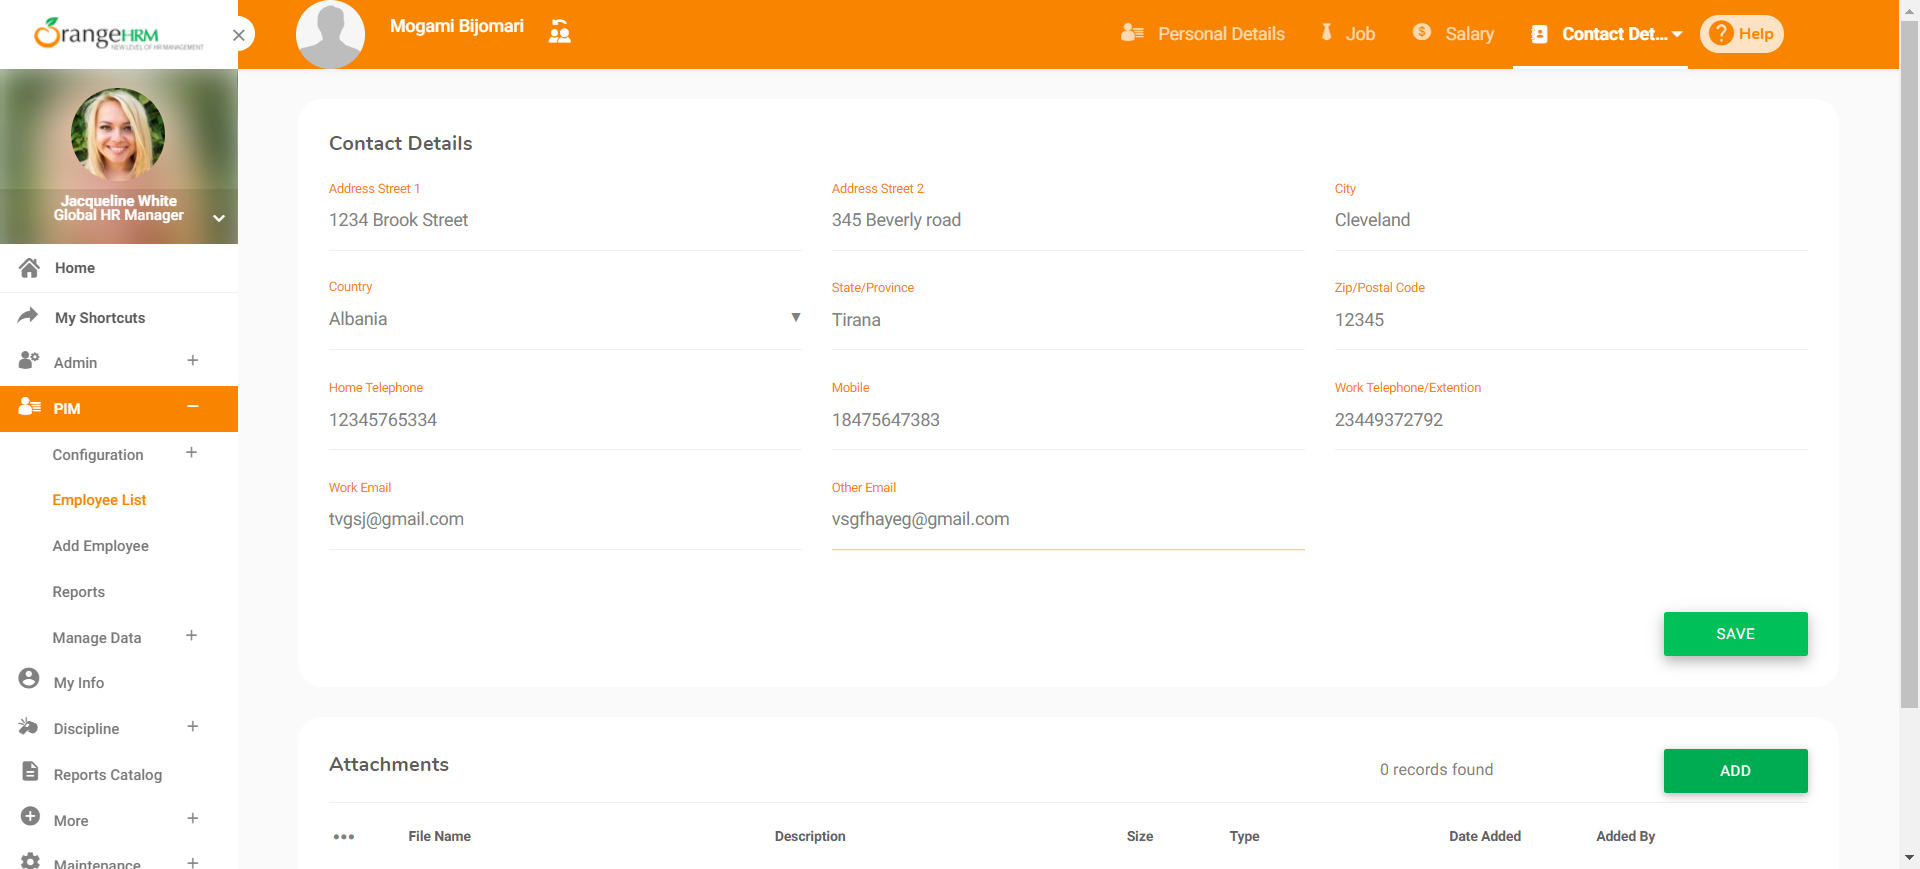 OrangeHRM
NEW LEVEL OF HR MANAGEMENT
Mogami Bijomari
Personal Details
Job
Salary
Contact Det...
Help
Jacqueline White
Global HR Manager
Home
My Shortcuts
Admin
PIM
Configuration
Employee List
Add Employee
Reports
Manage Data
My Info
Discipline
Reports Catalog
More
Maintenance
Contact Details
Address Street 1
1234 Brook Street
Address Street 2
345 Beverly road
City
Cleveland
Country
Albania
State/Province
Tirana
Zip/Postal Code
12345
Home Telephone
12345765334
Mobile
18475647383
Work Telephone/Extention
23449372792
Work Email
tvgsj@gmail.com
Other Email
vsgfhayeg@gmail.com
SAVE
Attachments
0 records found
ADD
File Name
Description
Size
Type
Date Added
Added By